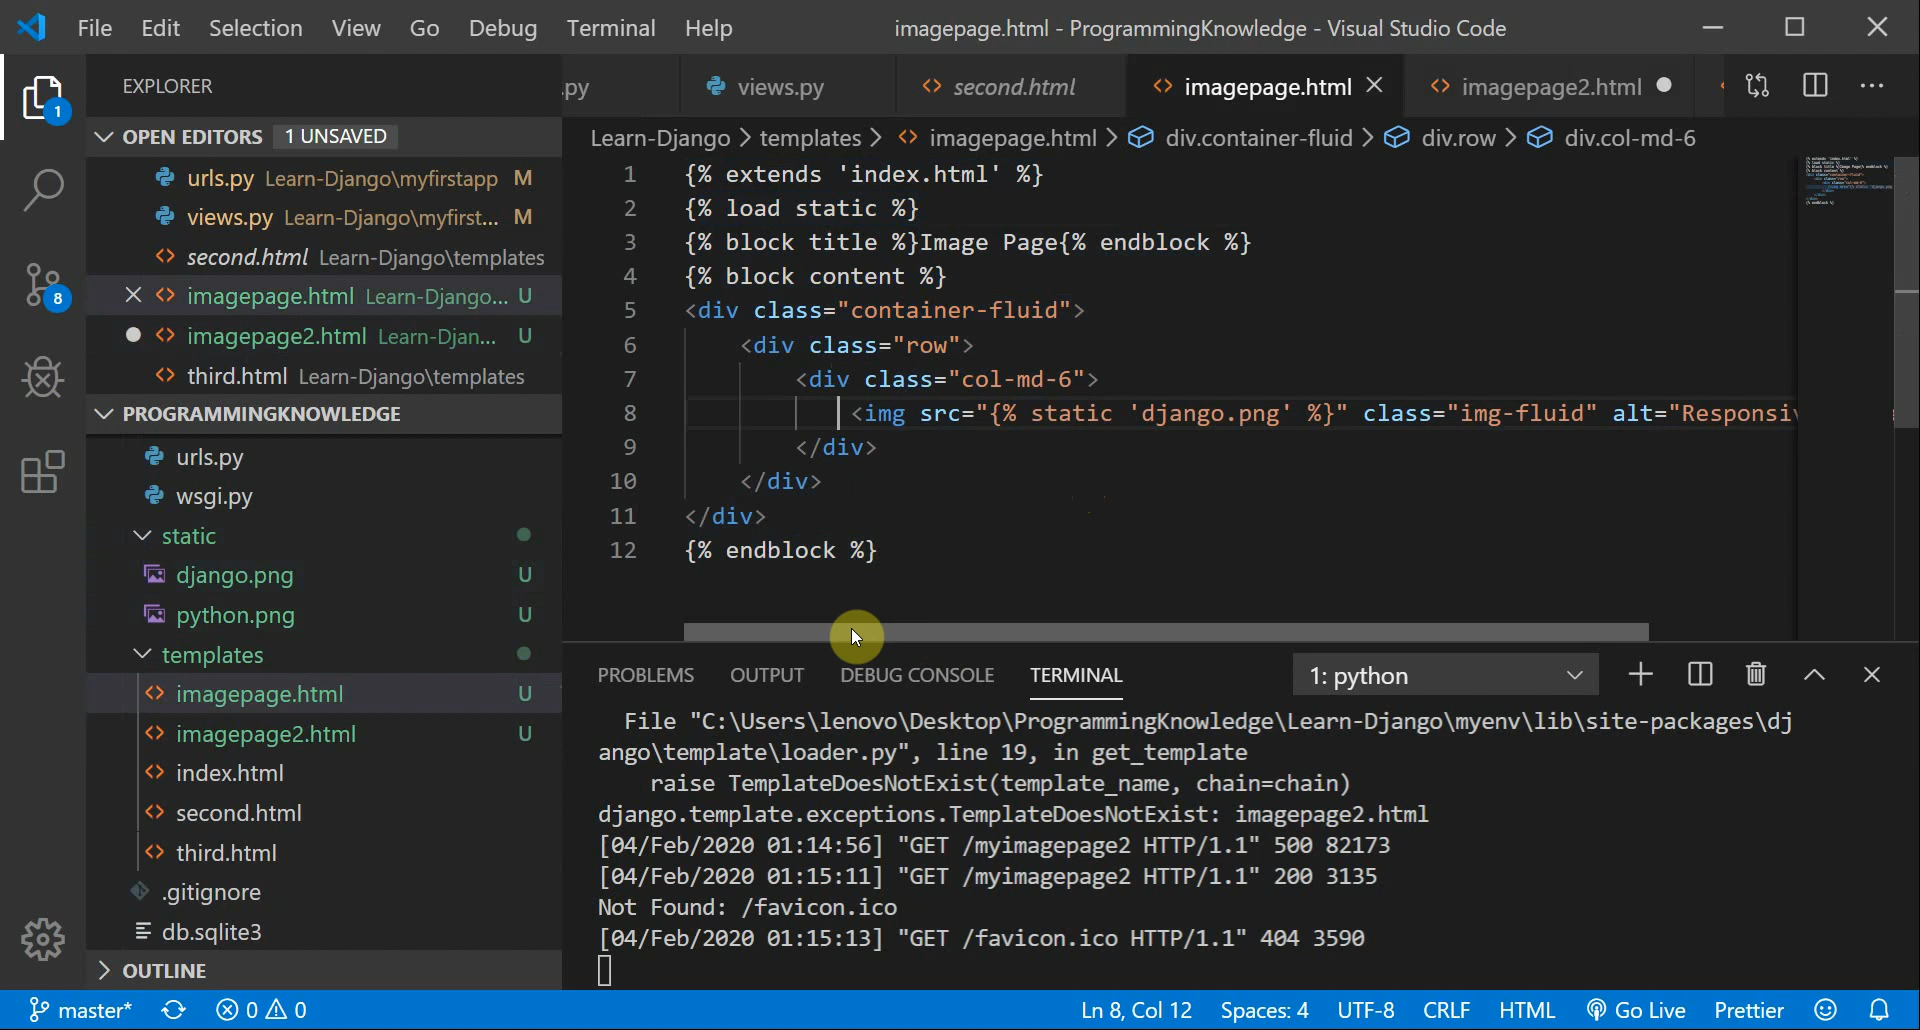 File Edit Selection View Go Debug Terminal Help imagepage.html - ProgrammingKnowledge - Visual Studio Code
EXPLORER
.py views.py second.html imagepage.html imagepage2.html
OPEN EDITORS 1 UNSAVED
urls.py Learn-Django\myfirstapp M
views.py Learn-Django\myfirst... M
second.html Learn-Django\templates
imagepage.html Learn-Django... U
imagepage2.html Learn-Djan... U
third.html Learn-Django\templates
PROGRAMMINGKNOWLEDGE
urls.py
wsgi.py
static
django.png U
python.png U
templates
imagepage.html U
imagepage2.html U
index.html
second.html
third.html
.gitignore
db.sqlite3
OUTLINE
1
8
Learn-Django > templates > imagepage.html > div.container-fluid > div.row > div.col-md-6
1 {% extends 'index.html' %}
2 {% load static %}
3 {% block title %}Image Page{% endblock %}
4 {% block content %}
5 <div class="container-fluid">
6 <div class="row">
7 <div class="col-md-6">
8 <img src="{% static 'django.png' %}" class="img-fluid" alt="Responsi
9 </div>
10 </div>
11 </div>
12 {% endblock %}
PROBLEMS OUTPUT DEBUG CONSOLE TERMINAL 1: python
File "C:\Users\lenovo\Desktop\ProgrammingKnowledge\Learn-Django\myenv\lib\site-packages\dj
ango\template\loader.py", line 19, in get_template
raise TemplateDoesNotExist(template_name, chain=chain)
django.template.exceptions.TemplateDoesNotExist: imagepage2.html
[04/Feb/2020 01:14:56] "GET /myimagepage2 HTTP/1.1" 500 82173
[04/Feb/2020 01:15:11] "GET /myimagepage2 HTTP/1.1" 200 3135
Not Found: /favicon.ico
[04/Feb/2020 01:15:13] "GET /favicon.ico HTTP/1.1" 404 3590
master* 0 0 Ln 8, Col 12 Spaces: 4 UTF-8 CRLF HTML Go Live Prettier